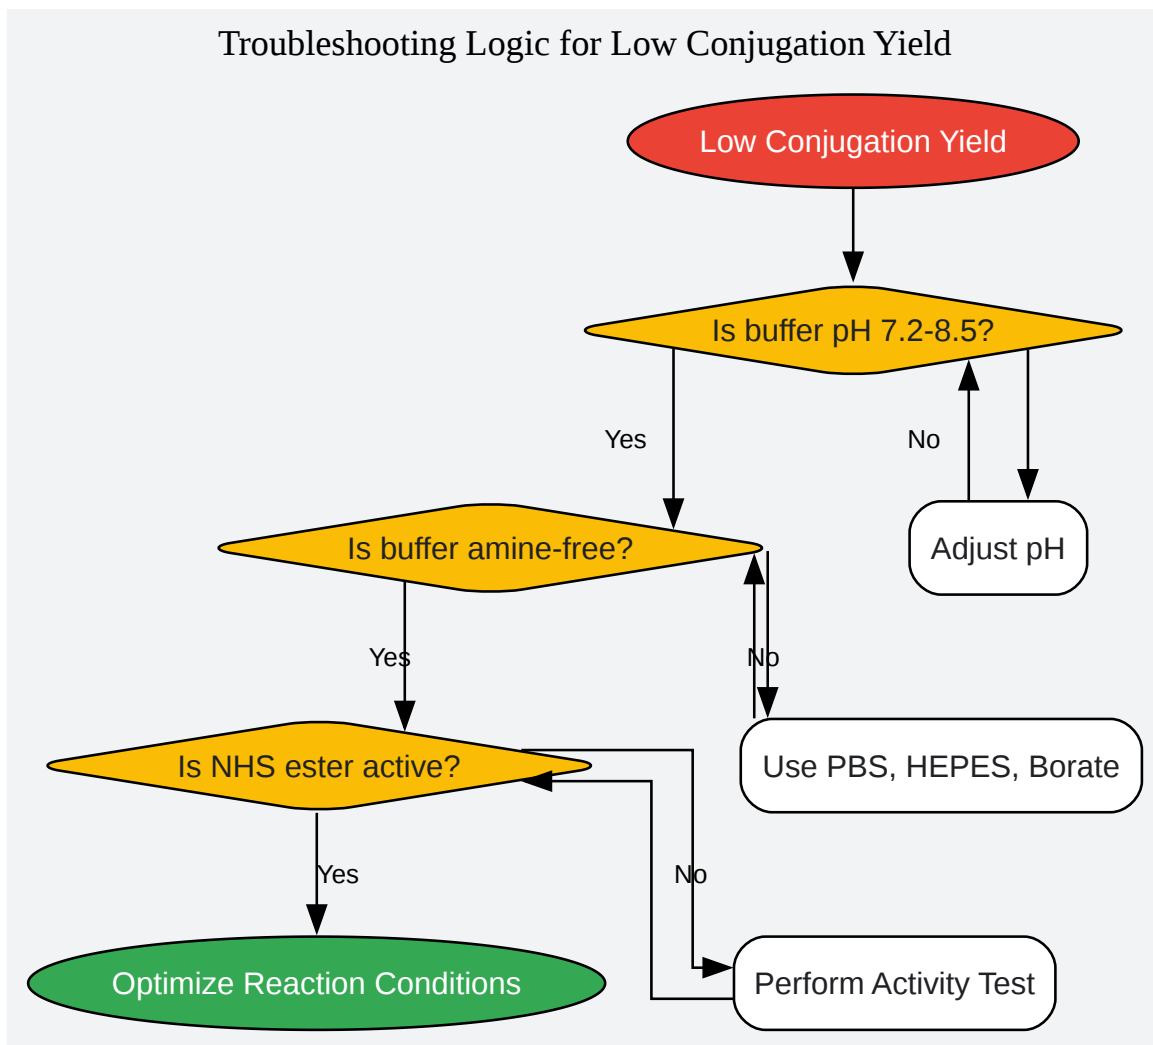 Troubleshooting Logic for Low Conjugation Yield
Low Conjugation Yield
Is buffer pH 7.2-8.5?
Yes
No
Adjust pH
Is buffer amine-free?
Yes
No
Use PBS, HEPES, Borate
Is NHS ester active?
Yes
No
Optimize Reaction Conditions
Perform Activity Test